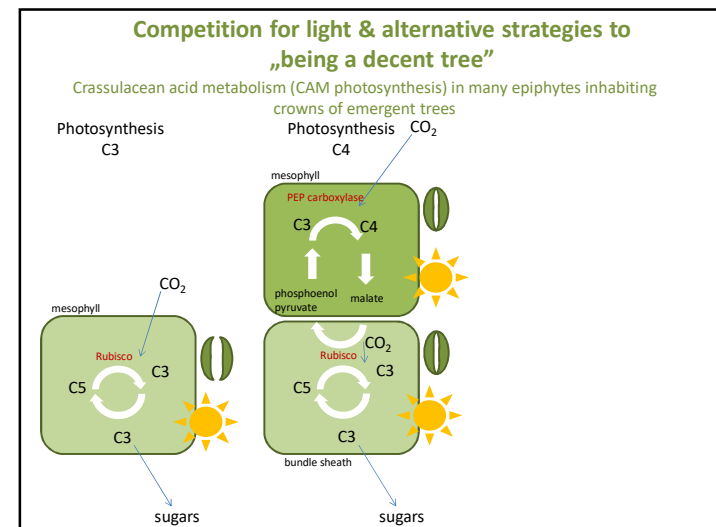 Competition for light & alternative strategies to
„being a decent tree”
Crassulacean acid metabolism (CAM photosynthesis) in many epiphytes inhabiting
crowns of emergent trees
Photosynthesis
C3
Photosynthesis
C4
CO₂
mesophyll
PEP carboxylase
C3
C4
phosphoenol
pyruvate
malate
CO₂
mesophyll
Rubisco
C5
C3
C3
sugars
CO₂
Rubisco
C5
C3
C3
bundle sheath
sugars